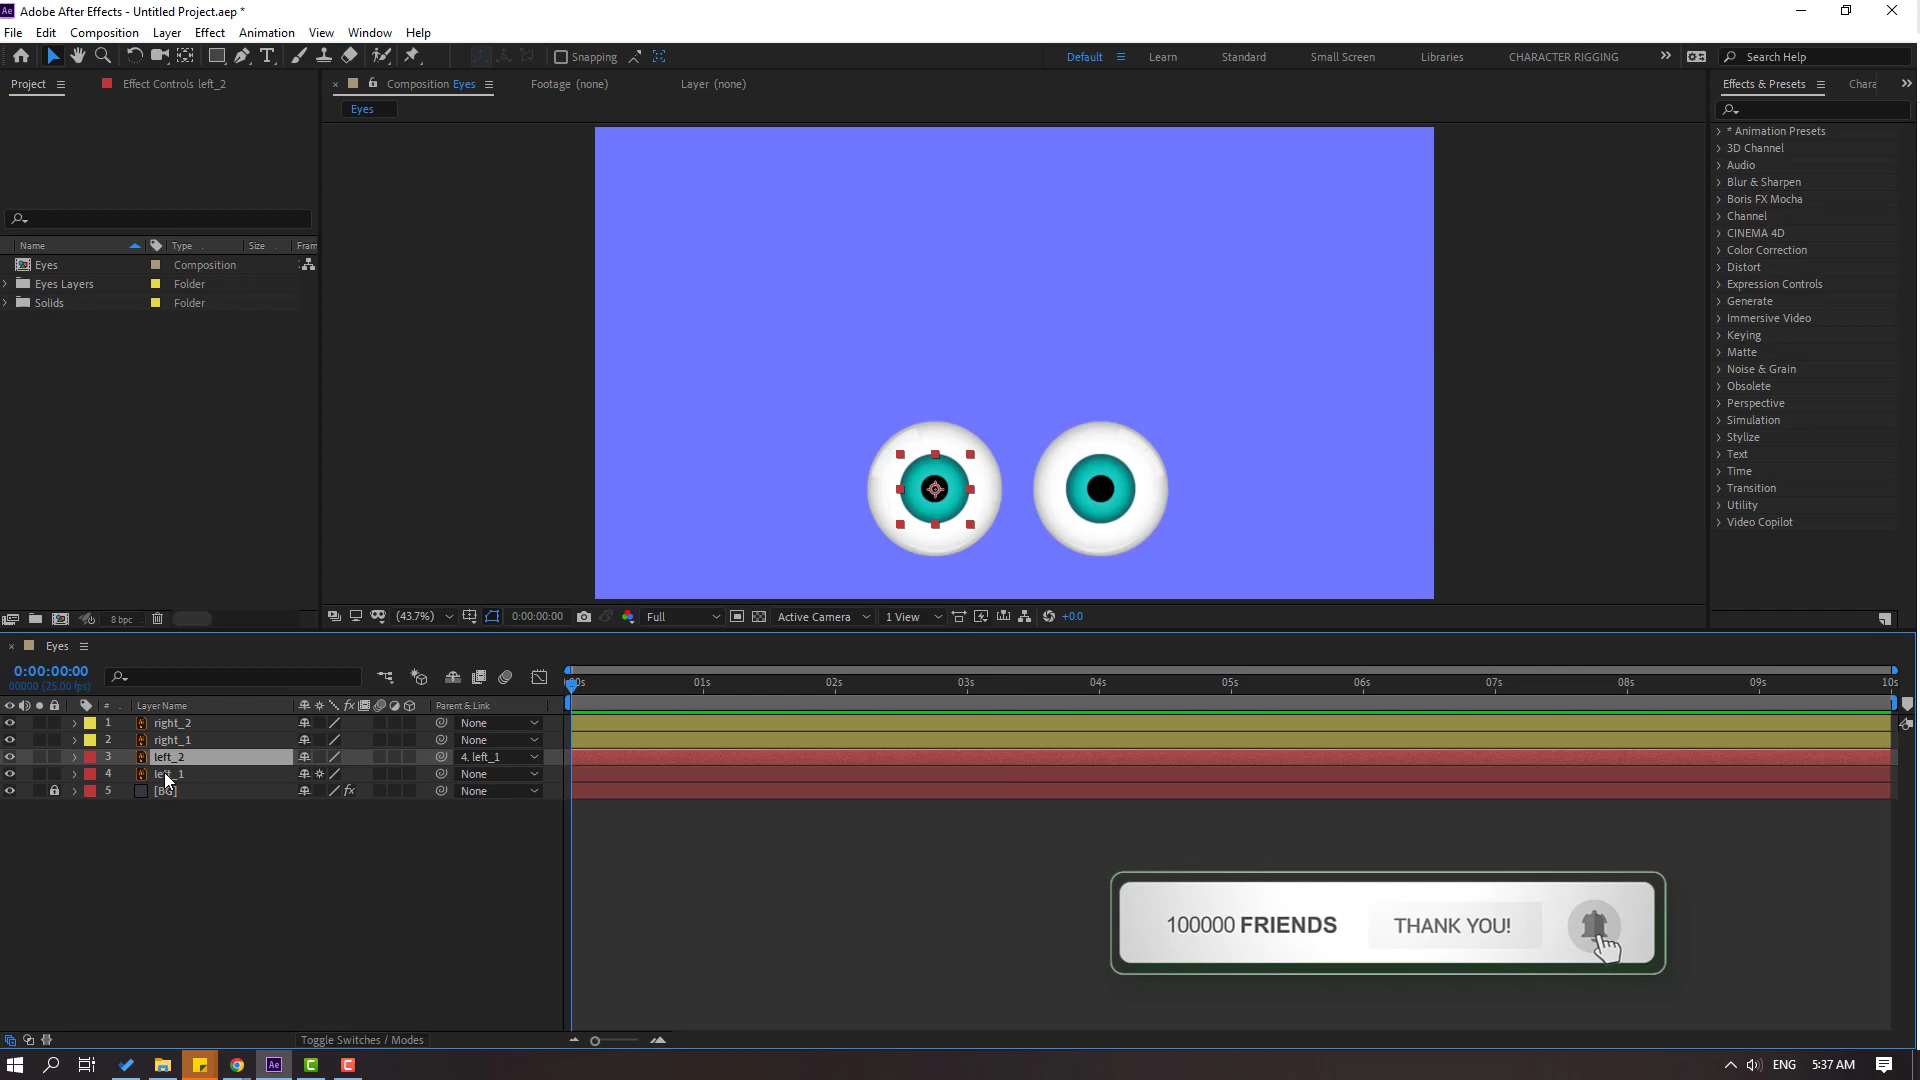 Adobe After Effects - Untitled Project.aep *
File Edit Composition Layer Effect Animation View Window Help
Snapping
Default Learn Standard Small Screen Libraries CHARACTER RIGGING Search Help
Project Effect Controls left_2 Composition Eyes Footage (none) Layer (none) Effects & Presets Chara
Eyes
Name Type Size Fram
Eyes Composition
Eyes Layers Folder
Solids Folder
* Animation Presets
3D Channel
Audio
Blur & Sharpen
Boris FX Mocha
Channel
CINEMA 4D
Color Correction
Distort
Expression Controls
Generate
Immersive Video
Keying
Matte
Noise & Grain
Obsolete
Perspective
Simulation
Stylize
Text
Time
Transition
Utility
Video Copilot
8 bpc (43.7%) 0:00:00:00 Full Active Camera 1 View +0.0
Eyes
0:00:00:00
00000 (25.00 fps)
:00s 01s 02s 03s 04s 05s 06s 07s 08s 09s 10s
# Layer Name Parent & Link
1 right_2 None
2 right_1 None
3 left_2 4. left_1
4 left_1 None
5 [BG] None
100000 FRIENDS THANK YOU!
Toggle Switches / Modes
ENG 5:37 AM